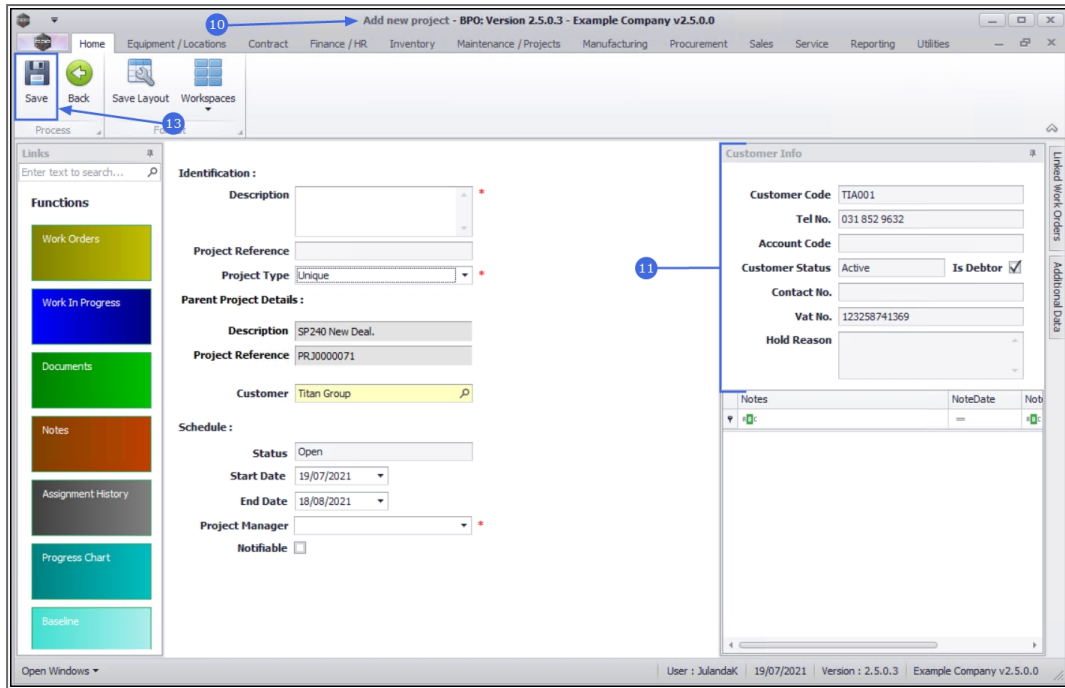 10
Add new project - BPO: Version 2.5.0.3 - Example Company v2.5.0.0
Home Equipment / Locations Contract Finance / HR Inventory Maintenance / Projects Manufacturing Procurement Sales Service Reporting Utilities
Save Back Save Layout Workspaces
13
Process
Links
Enter text to search...
Functions
Work Orders
Work In Progress
Documents
Notes
Assignment History
Progress Chart
Baseline
Identification :
Description *
Project Reference
Project Type Unique *
Parent Project Details :
Description SP240 New Deal.
Project Reference PRJ0000071
Customer Titan Group
Schedule :
Status Open
Start Date 19/07/2021
End Date 18/08/2021
Project Manager *
Notifiable
11
Customer Info
Customer Code TIA001
Tel No. 031 852 9632
Account Code
Customer Status Active Is Debtor
Contact No.
Vat No. 123258741369
Hold Reason
Notes NoteDate Not
Linked Work Orders
Additional Data
Open Windows
User : JulandaK 19/07/2021 Version : 2.5.0.3 Example Company v2.5.0.0